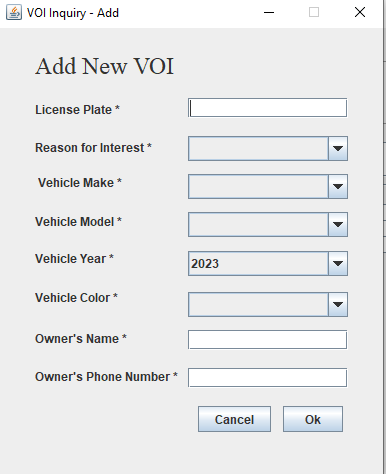 VOI Inquiry - Add
Add New VOI
License Plate *
Reason for Interest *
Vehicle Make *
Vehicle Model *
Vehicle Year * 2023
Vehicle Color *
Owner's Name *
Owner's Phone Number *
Cancel Ok